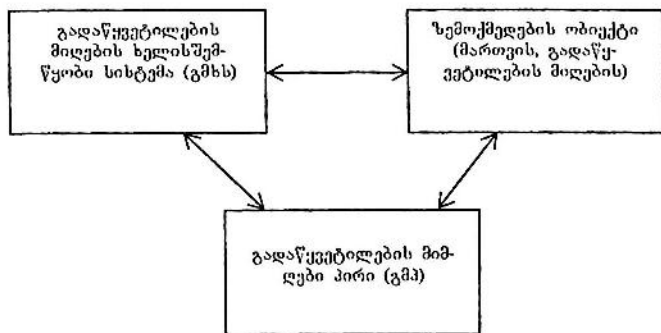 გადაწყვეტილების
მიღების ხელისშემ-
წყობი სისტემა (გმხს)
ზემოქმედების ობიექტი
(მართვის, გადაწყ-
ვეტილების მიღების)
გადაწყვეტილების მიმ-
ღები პირი (გმპ)